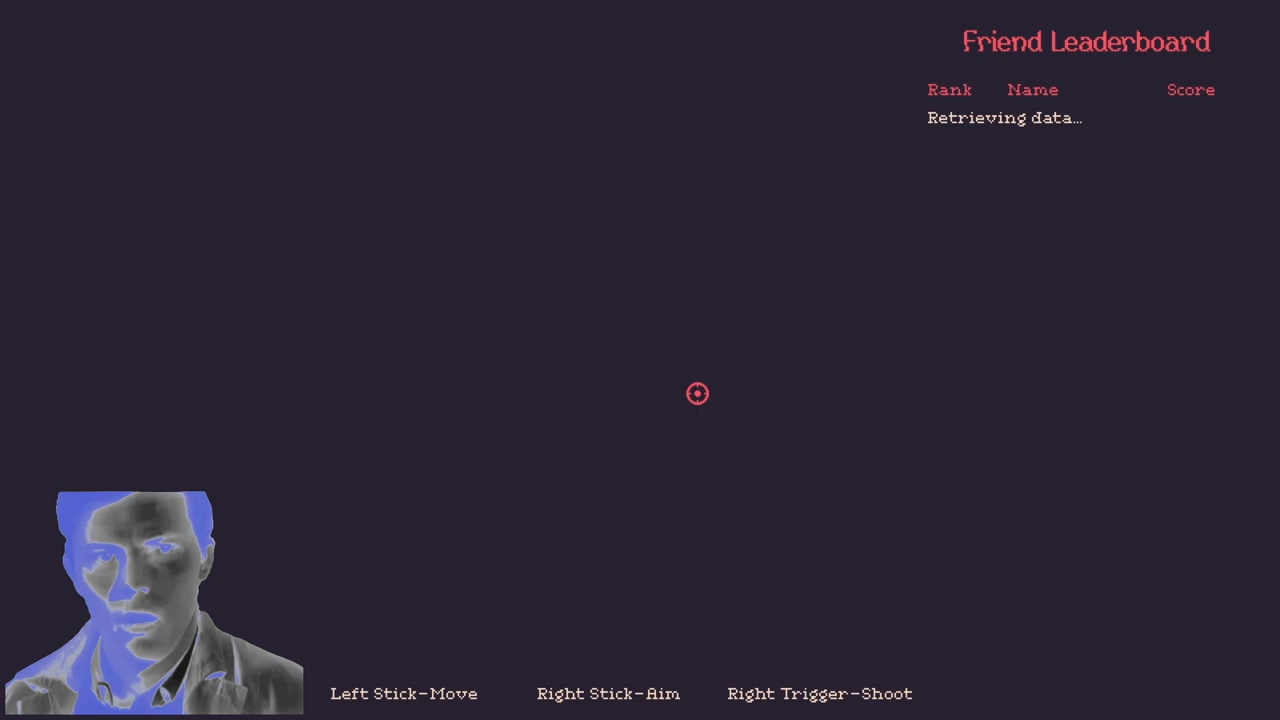 Friend Leaderboard
Rank Name Score
Retrieving data...
Left Stick-Move Right Stick-Aim Right Trigger-Shoot